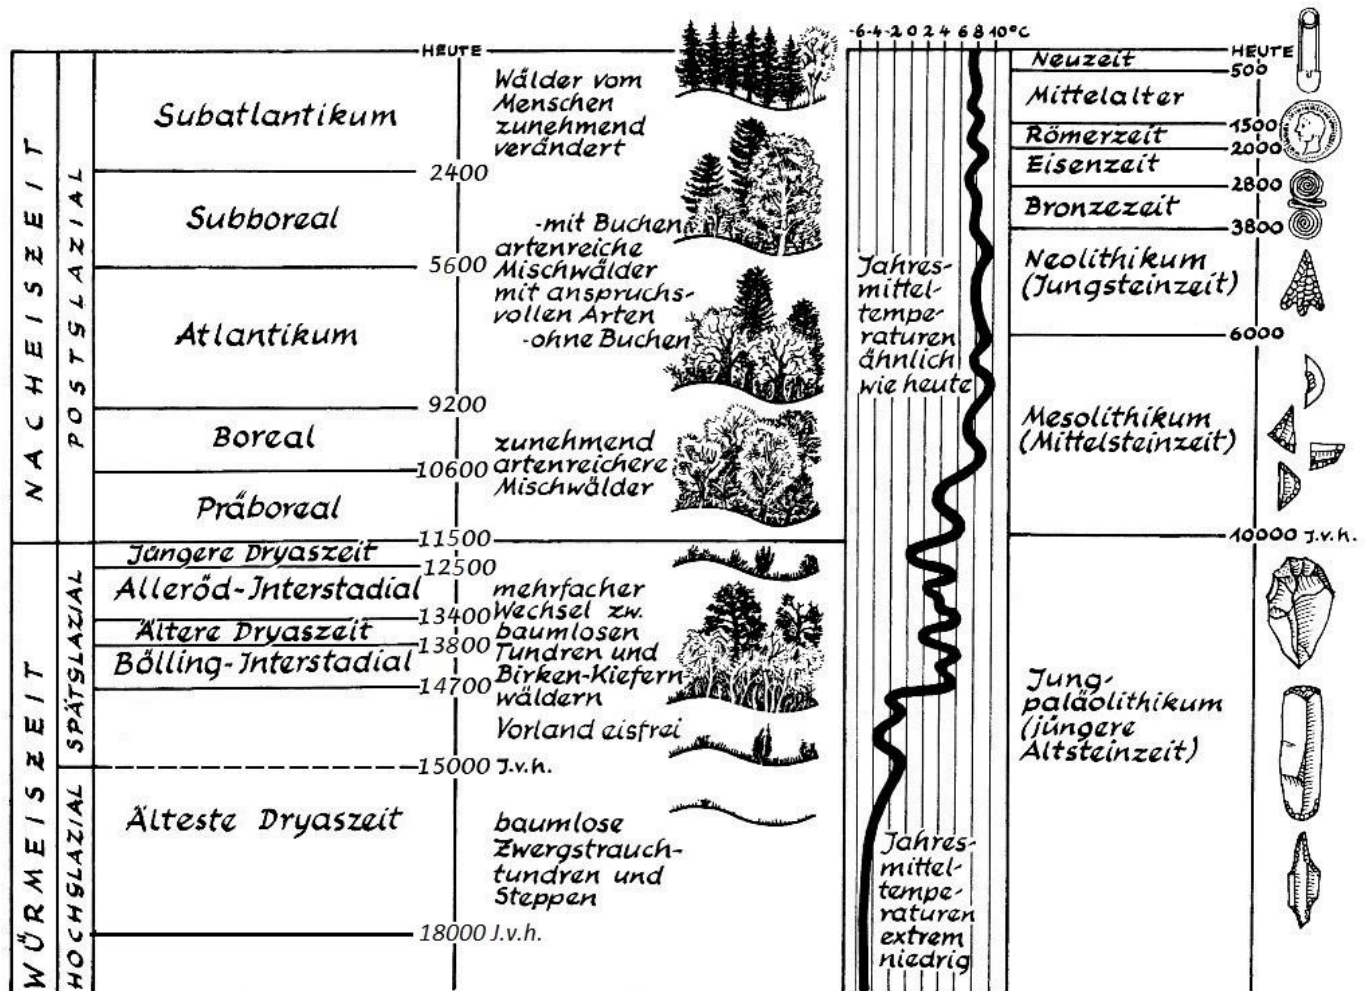 NACHEISZEIT
WÜRMEISZEIT
POSTGLAZIAL
SPÄTGLAZIAL
HOCHGLAZIAL
HEUTE
Subatlantikum
2400
Subboreal
5600
Atlantikum
9200
Boreal
10600
Präboreal
11500
Jüngere Dryaszeit
12500
Alleröd-Interstadial
13400
Ältere Dryaszeit
13800
Bölling-Interstadial
14700
15000 J.v.h.
Älteste Dryaszeit
18000 J.v.h.
Wälder vom
Menschen
zunehmend
verändert
-mit Buchen
artenreiche
Mischwälder
mit anspruchs-
vollen Arten
-ohne Buchen
zunehmend
artenreichere
Mischwälder
mehrfacher
Wechsel zw.
baumlosen
Tundren und
Birken-Kiefern
wäldern
Vorland eisfrei
baumlose
Zwergstrauch-
tundren und
Steppen
-6 -4 -2 0 2 4 6 8 10°C
Jahres-
mittel-
tempe-
raturen
ähnlich
wie heute
Jahres-
mittel-
tempe-
raturen
extrem
niedrig
HEUTE
Neuzeit
500
Mittelalter
1500
Römerzeit
2000
Eisenzeit
2800
Bronzezeit
3800
Neolithikum
(Jungsteinzeit)
6000
Mesolithikum
(Mittelsteinzeit)
10000 J.v.h.
Jung-
paläolithikum
(jüngere
Altsteinzeit)